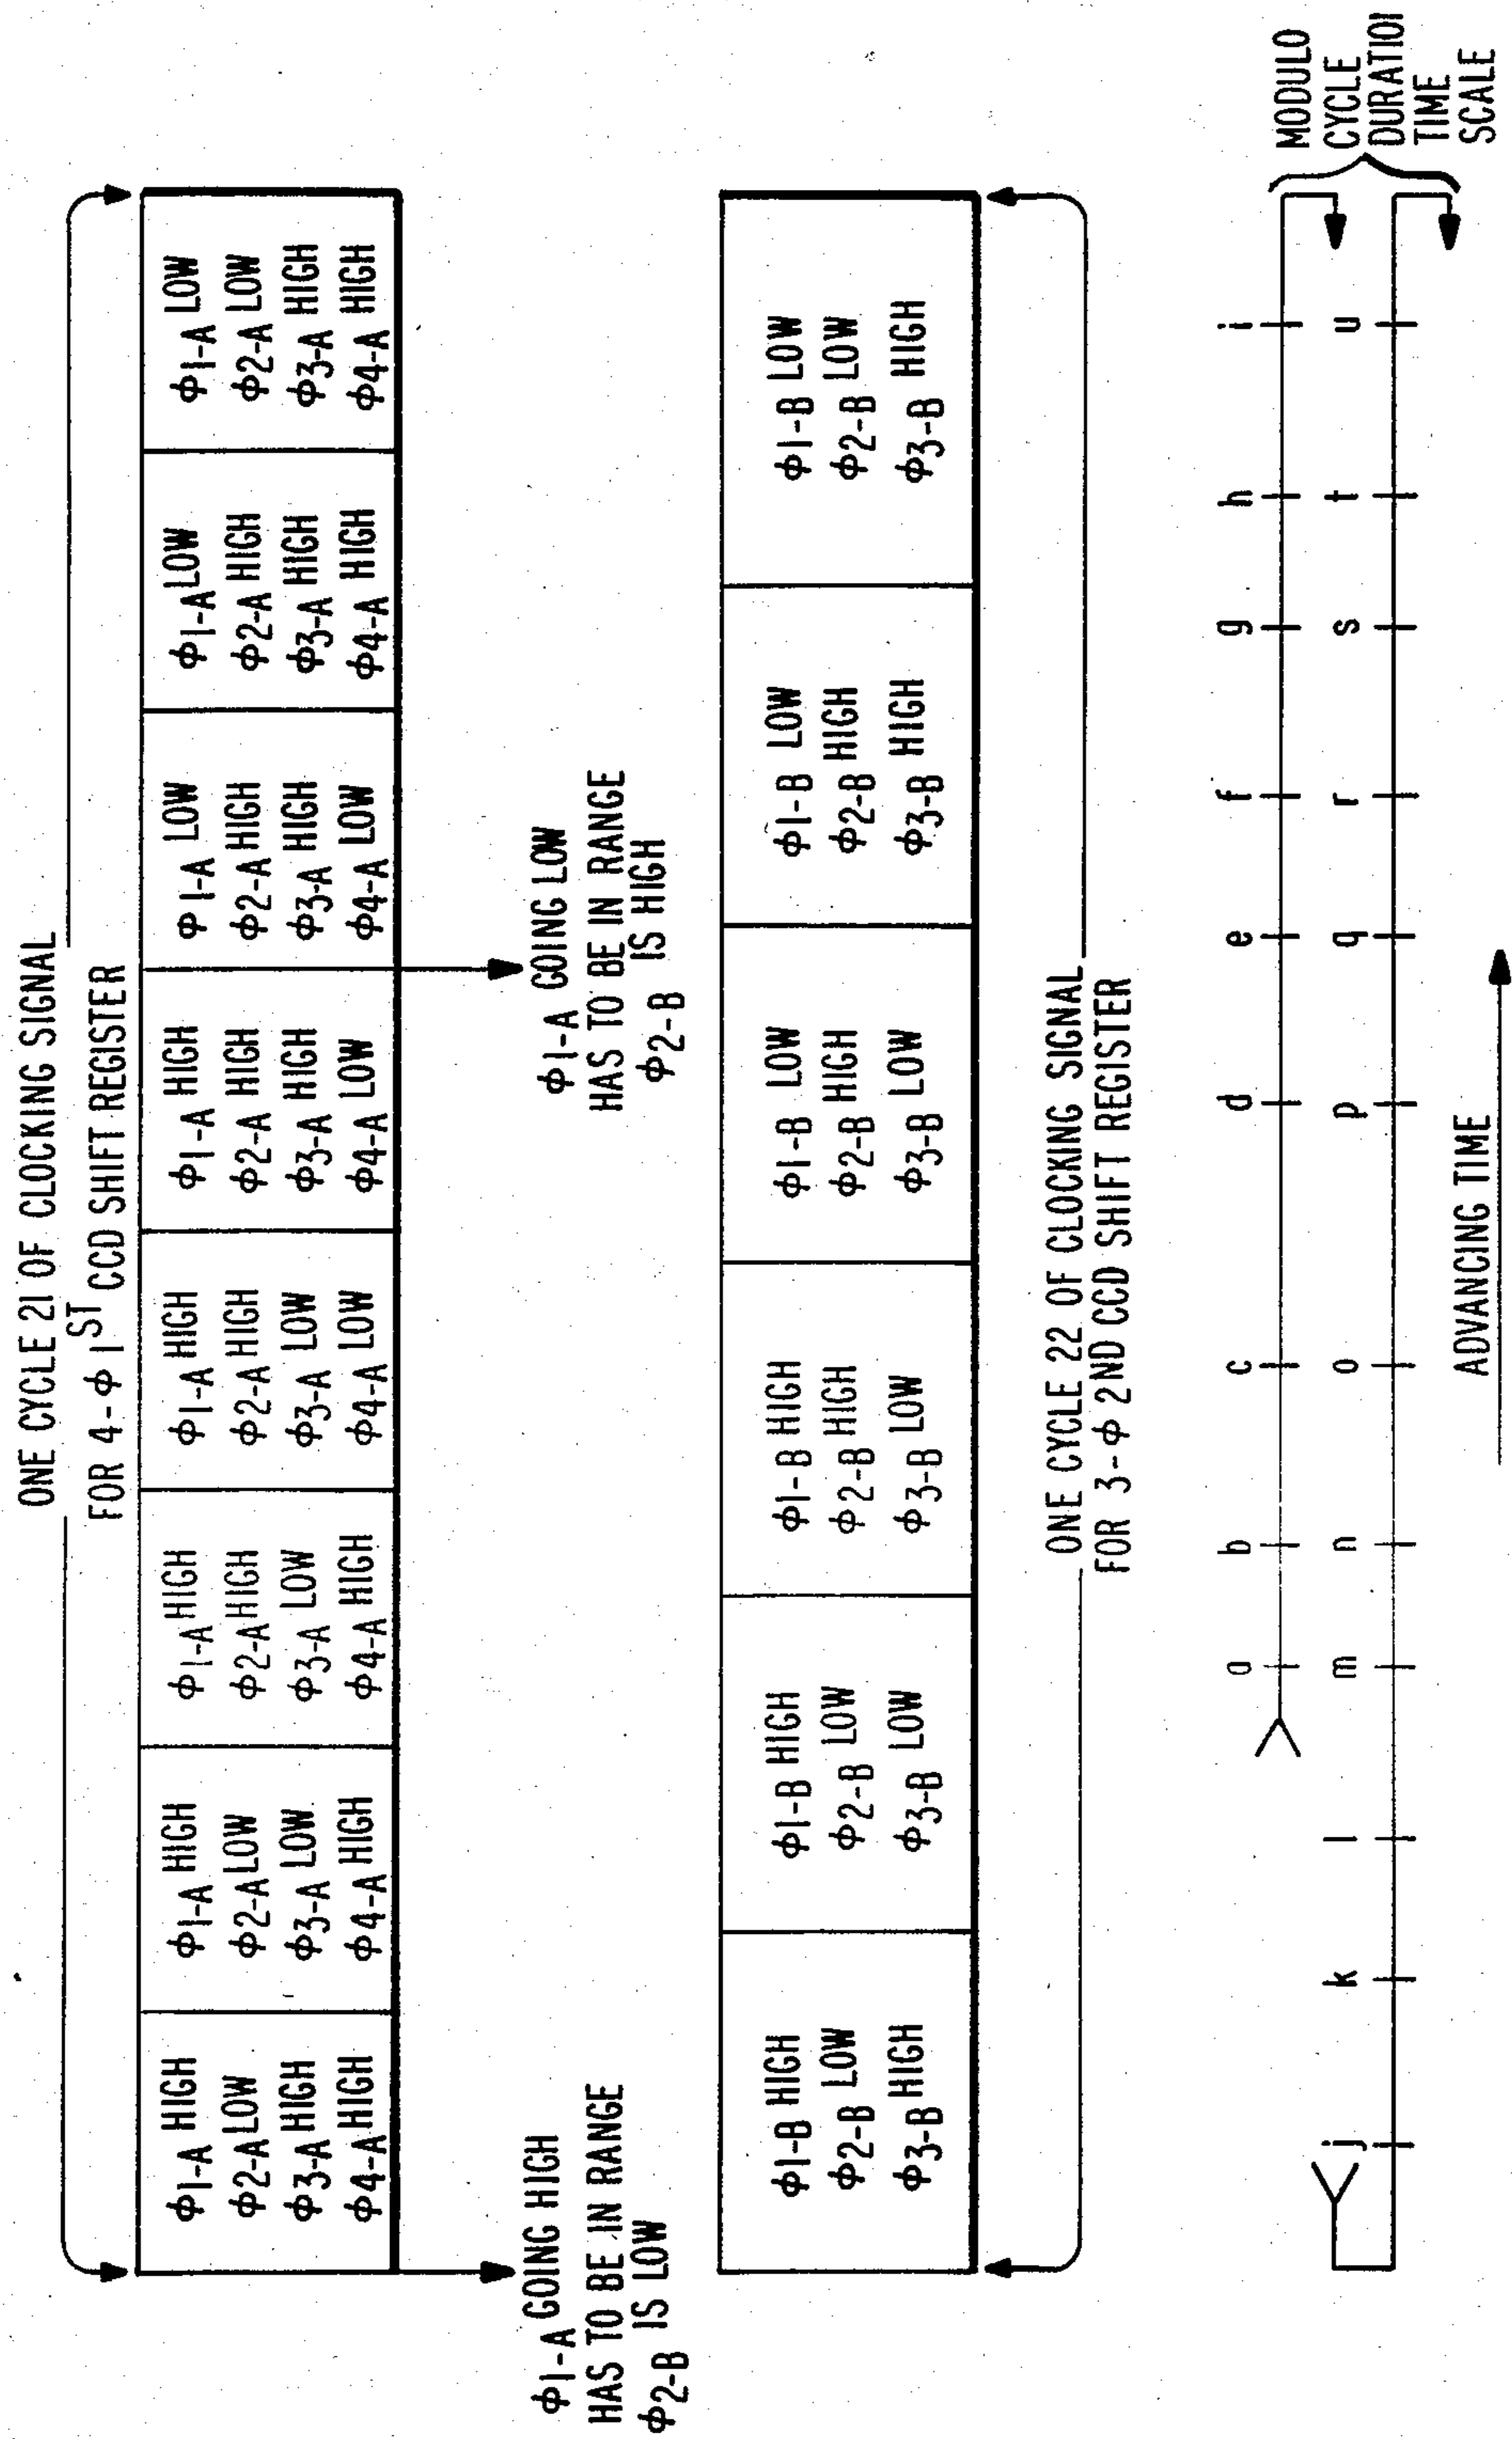 ONE CYCLE 21 OF CLOCKING SIGNAL
FOR 4-ϕ 1ST CCD SHIFT REGISTER
ϕ1-A HIGH
ϕ2-A LOW
ϕ3-A HIGH
ϕ4-A HIGH
ϕ1-A HIGH
ϕ2-A LOW
ϕ3-A LOW
ϕ4-A HIGH
ϕ1-A HIGH
ϕ2-A HIGH
ϕ3-A LOW
ϕ4-A HIGH
ϕ1-A HIGH
ϕ2-A HIGH
ϕ3-A LOW
ϕ4-A LOW
ϕ1-A HIGH
ϕ2-A HIGH
ϕ3-A HIGH
ϕ4-A LOW
ϕ1-A LOW
ϕ2-A HIGH
ϕ3-A HIGH
ϕ4-A LOW
ϕ1-A LOW
ϕ2-A HIGH
ϕ3-A HIGH
ϕ4-A HIGH
ϕ1-A LOW
ϕ2-A LOW
ϕ3-A HIGH
ϕ4-A HIGH
ϕ1-A GOING HIGH
HAS TO BE IN RANGE
ϕ2-B IS LOW
ϕ1-A GOING LOW
HAS TO BE IN RANGE
ϕ2-B IS HIGH
ϕ1-B HIGH
ϕ2-B LOW
ϕ3-B HIGH
ϕ1-B HIGH
ϕ2-B LOW
ϕ3-B LOW
ϕ1-B HIGH
ϕ2-B HIGH
ϕ3-B LOW
ϕ1-B LOW
ϕ2-B HIGH
ϕ3-B LOW
ϕ1-B LOW
ϕ2-B HIGH
ϕ3-B HIGH
ϕ1-B LOW
ϕ2-B LOW
ϕ3-B HIGH
ONE CYCLE 22 OF CLOCKING SIGNAL
FOR 3-ϕ 2ND CCD SHIFT REGISTER
a b c d e f g h i
j k l m n o p q r s t u
MODULO
CYCLE
DURATION
TIME
SCALE
ADVANCING TIME